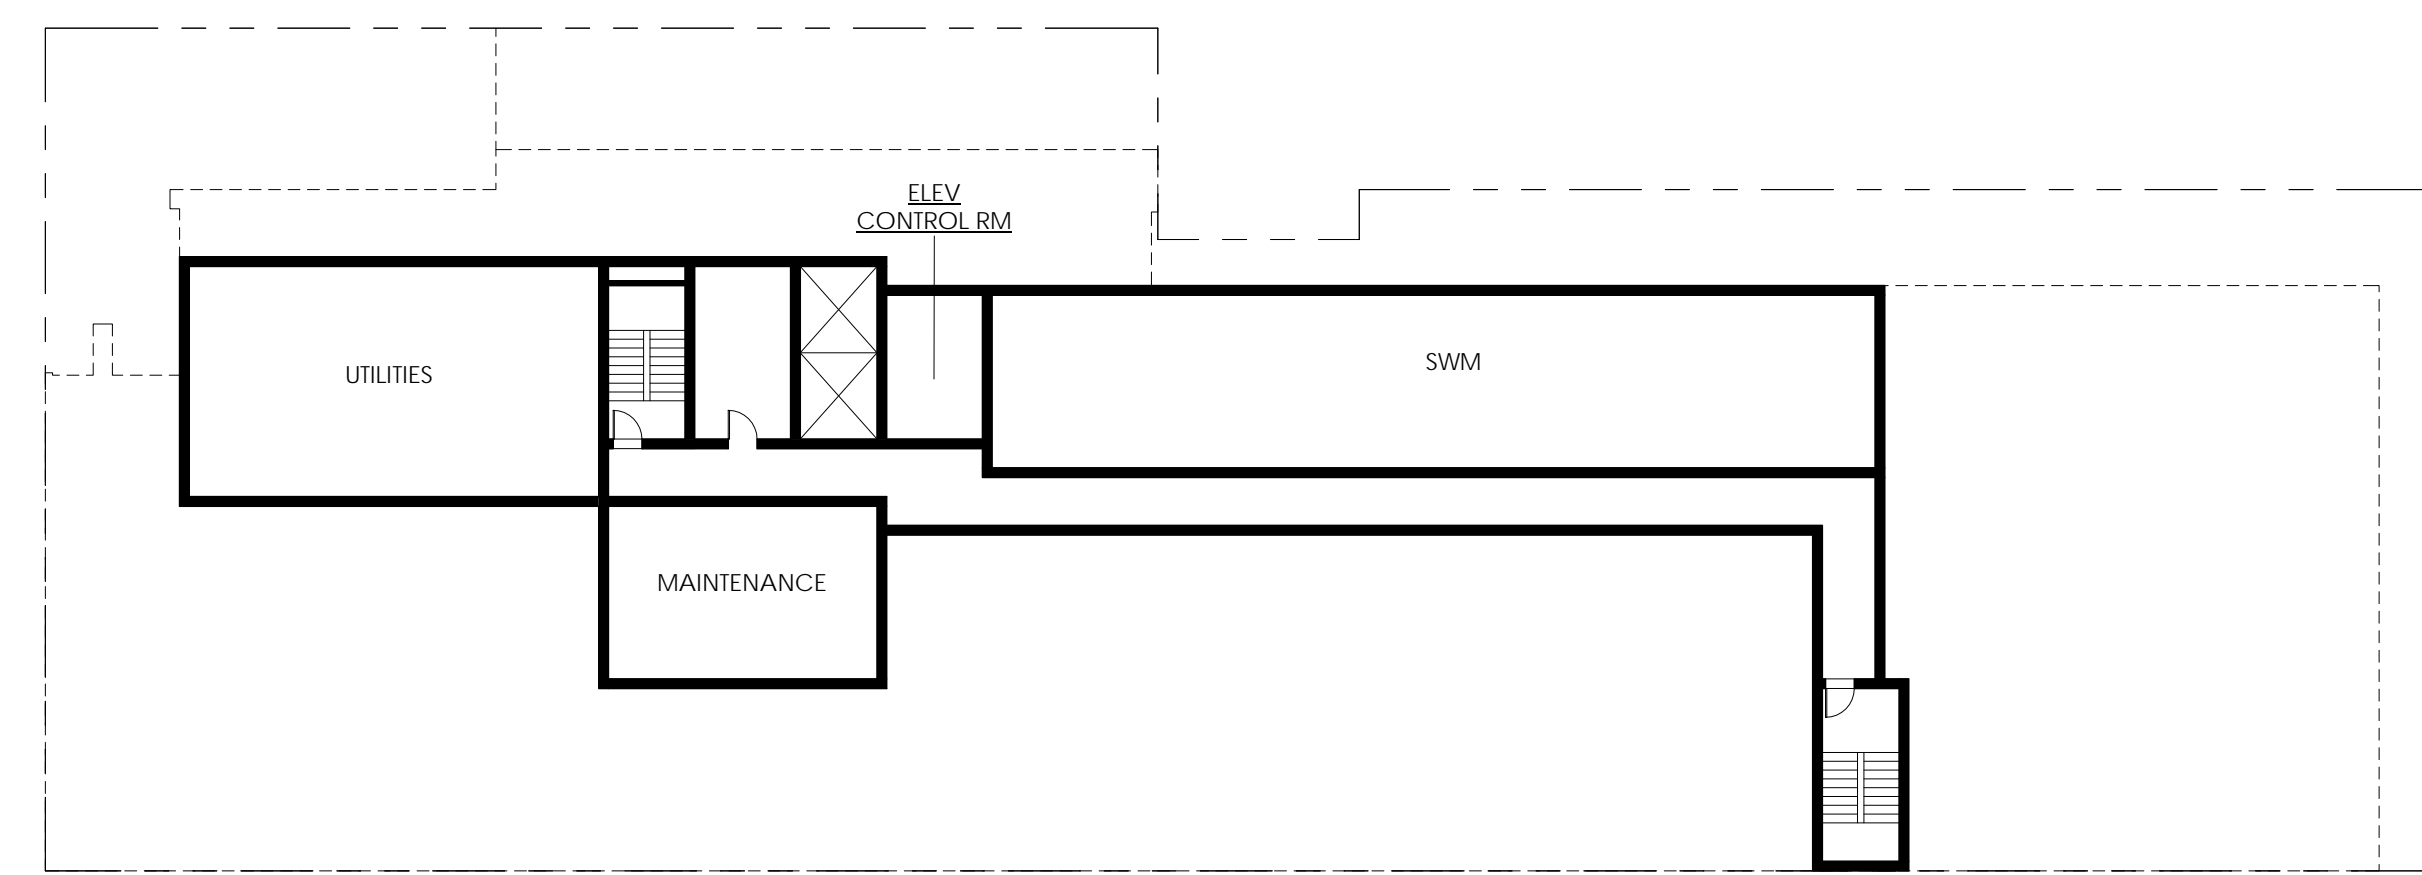 ELEV
CONTROL RM
UTILITIES
SWM
MAINTENANCE